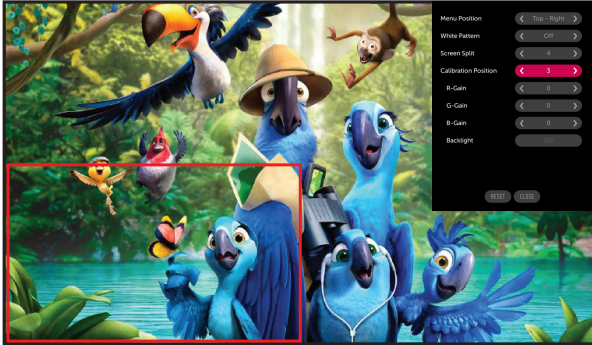 Menu Position Top - Right
White Pattern Off
Screen Split 4
Calibration Position 3
R-Gain 0
G-Gain 0
B-Gain 0
Backlight 100
RESET CLOSE